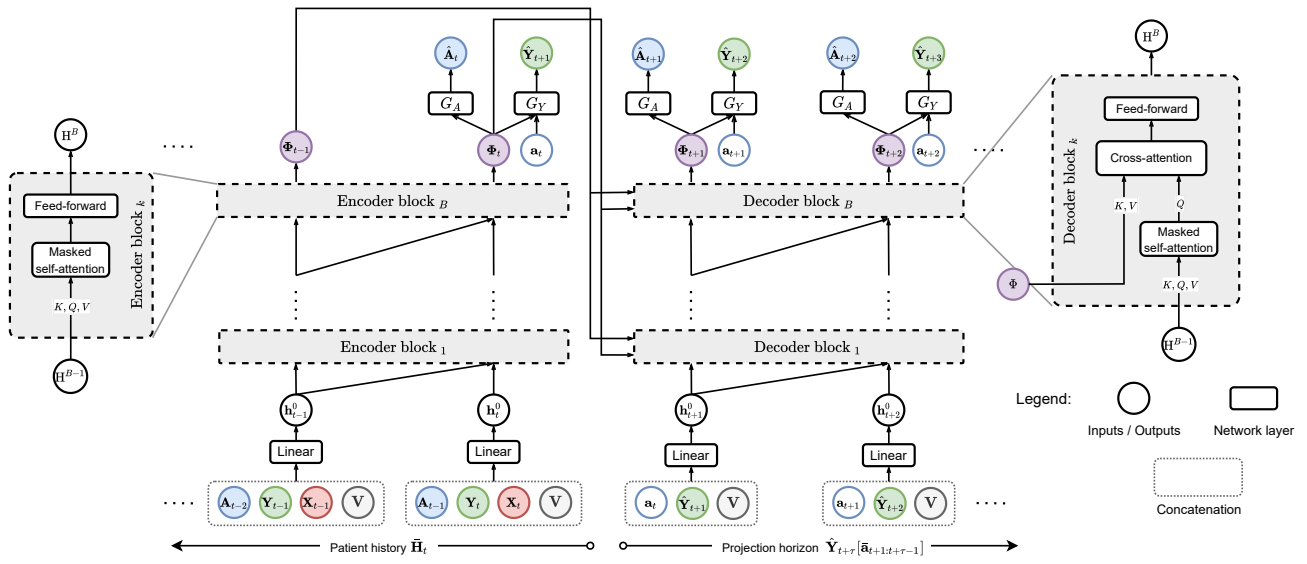 Â_t
Ŷ_{t+1}
Â_{t+1}
Ŷ_{t+2}
Â_{t+2}
Ŷ_{t+3}
G_A
G_Y
G_A
G_Y
G_A
G_Y
Φ_{t-1}
Φ_t
a_t
Φ_{t+1}
a_{t+1}
Φ_{t+2}
a_{t+2}
H^B
Feed-forward
Masked
self-attention
K, Q, V
H^{B-1}
Encoder block _k
Encoder block _B
Decoder block _B
Encoder block _1
Decoder block _1
H^B
Feed-forward
Cross-attention
K, V
Q
Masked
self-attention
K, Q, V
H^{B-1}
Decoder block _k
Φ
h^0_{t-1}
h^0_t
h^0_{t+1}
h^0_{t+2}
Linear
Linear
Linear
Linear
A_{t-2} Y_{t-1} X_{t-1} V
A_{t-1} Y_t X_t V
a_t Ŷ_{t+1} V
a_{t+1} Ŷ_{t+2} V
Patient history H̄_t
Projection horizon Ŷ_{t+τ}[ā_{t+1:t+τ-1}]
Legend:
Inputs / Outputs
Network layer
Concatenation